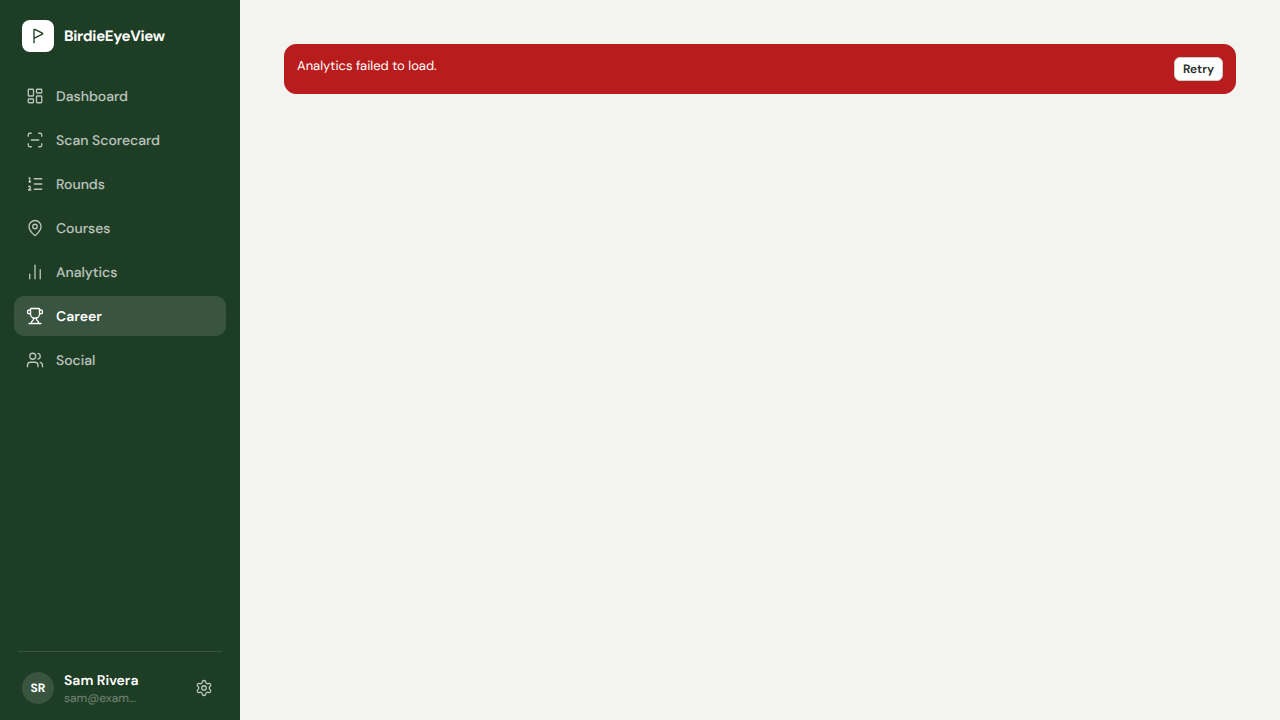 BirdieEyeView
Dashboard
Scan Scorecard
Rounds
Courses
Analytics
Career
Social
SR
Sam Rivera
sam@exam...
Analytics failed to load.
Retry